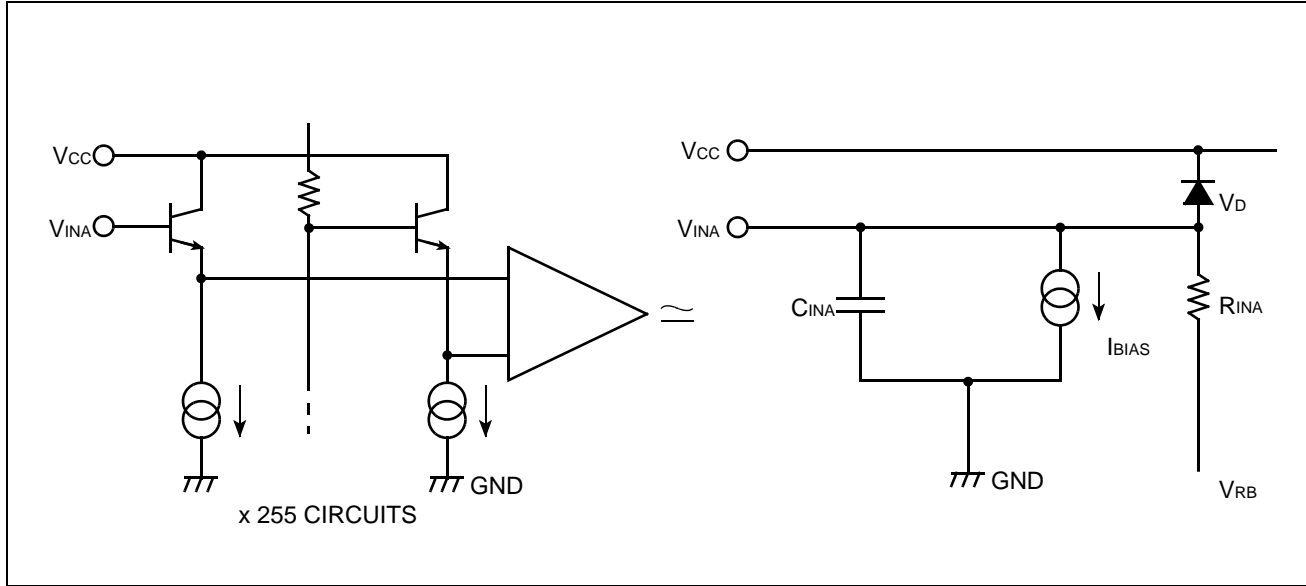 VCC
VINA
GND
x 255 CIRCUITS
≃
VCC
VINA
VD
CINA
RINA
IBIAS
GND
VRB